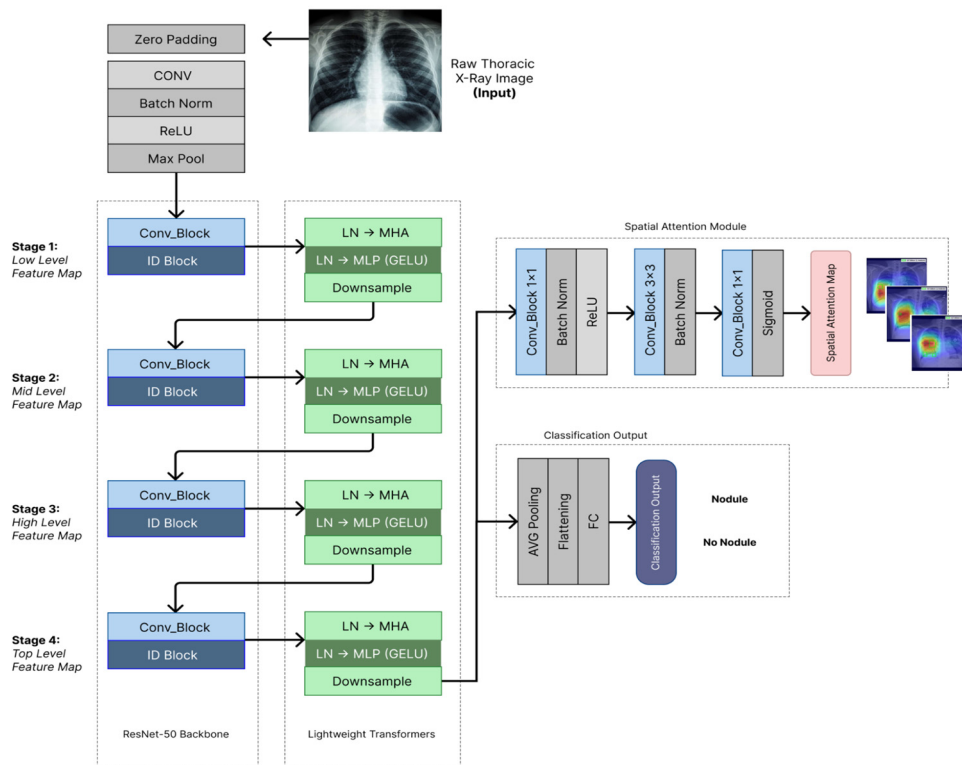 Zero Padding
CONV
Batch Norm
ReLU
Max Pool
Raw Thoracic
X-Ray Image
(Input)
Stage 1:
Low Level
Feature Map
Conv_Block
ID Block
LN → MHA
LN → MLP (GELU)
Downsample
Stage 2:
Mid Level
Feature Map
Conv_Block
ID Block
LN → MHA
LN → MLP (GELU)
Downsample
Stage 3:
High Level
Feature Map
Conv_Block
ID Block
LN → MHA
LN → MLP (GELU)
Downsample
Stage 4:
Top Level
Feature Map
Conv_Block
ID Block
LN → MHA
LN → MLP (GELU)
Downsample
ResNet-50 Backbone
Lightweight Transformers
Spatial Attention Module
Conv_Block 1×1
Batch Norm
ReLU
Conv_Block 3×3
Batch Norm
Conv_Block 1×1
Sigmoid
Spatial Attention Map
Classification Output
AVG Pooling
Flattening
FC
Classification Output
Nodule
No Nodule